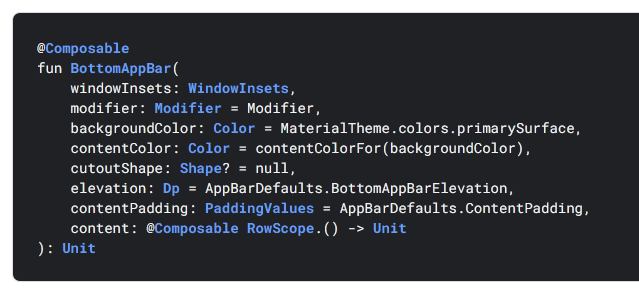 @Composable
fun BottomAppBar(
    windowInsets: WindowInsets,
    modifier: Modifier = Modifier,
    backgroundColor: Color = MaterialTheme.colors.primarySurface,
    contentColor: Color = contentColorFor(backgroundColor),
    cutoutShape: Shape? = null,
    elevation: Dp = AppBarDefaults.BottomAppBarElevation,
    contentPadding: PaddingValues = AppBarDefaults.ContentPadding,
    content: @Composable RowScope.() -> Unit
): Unit